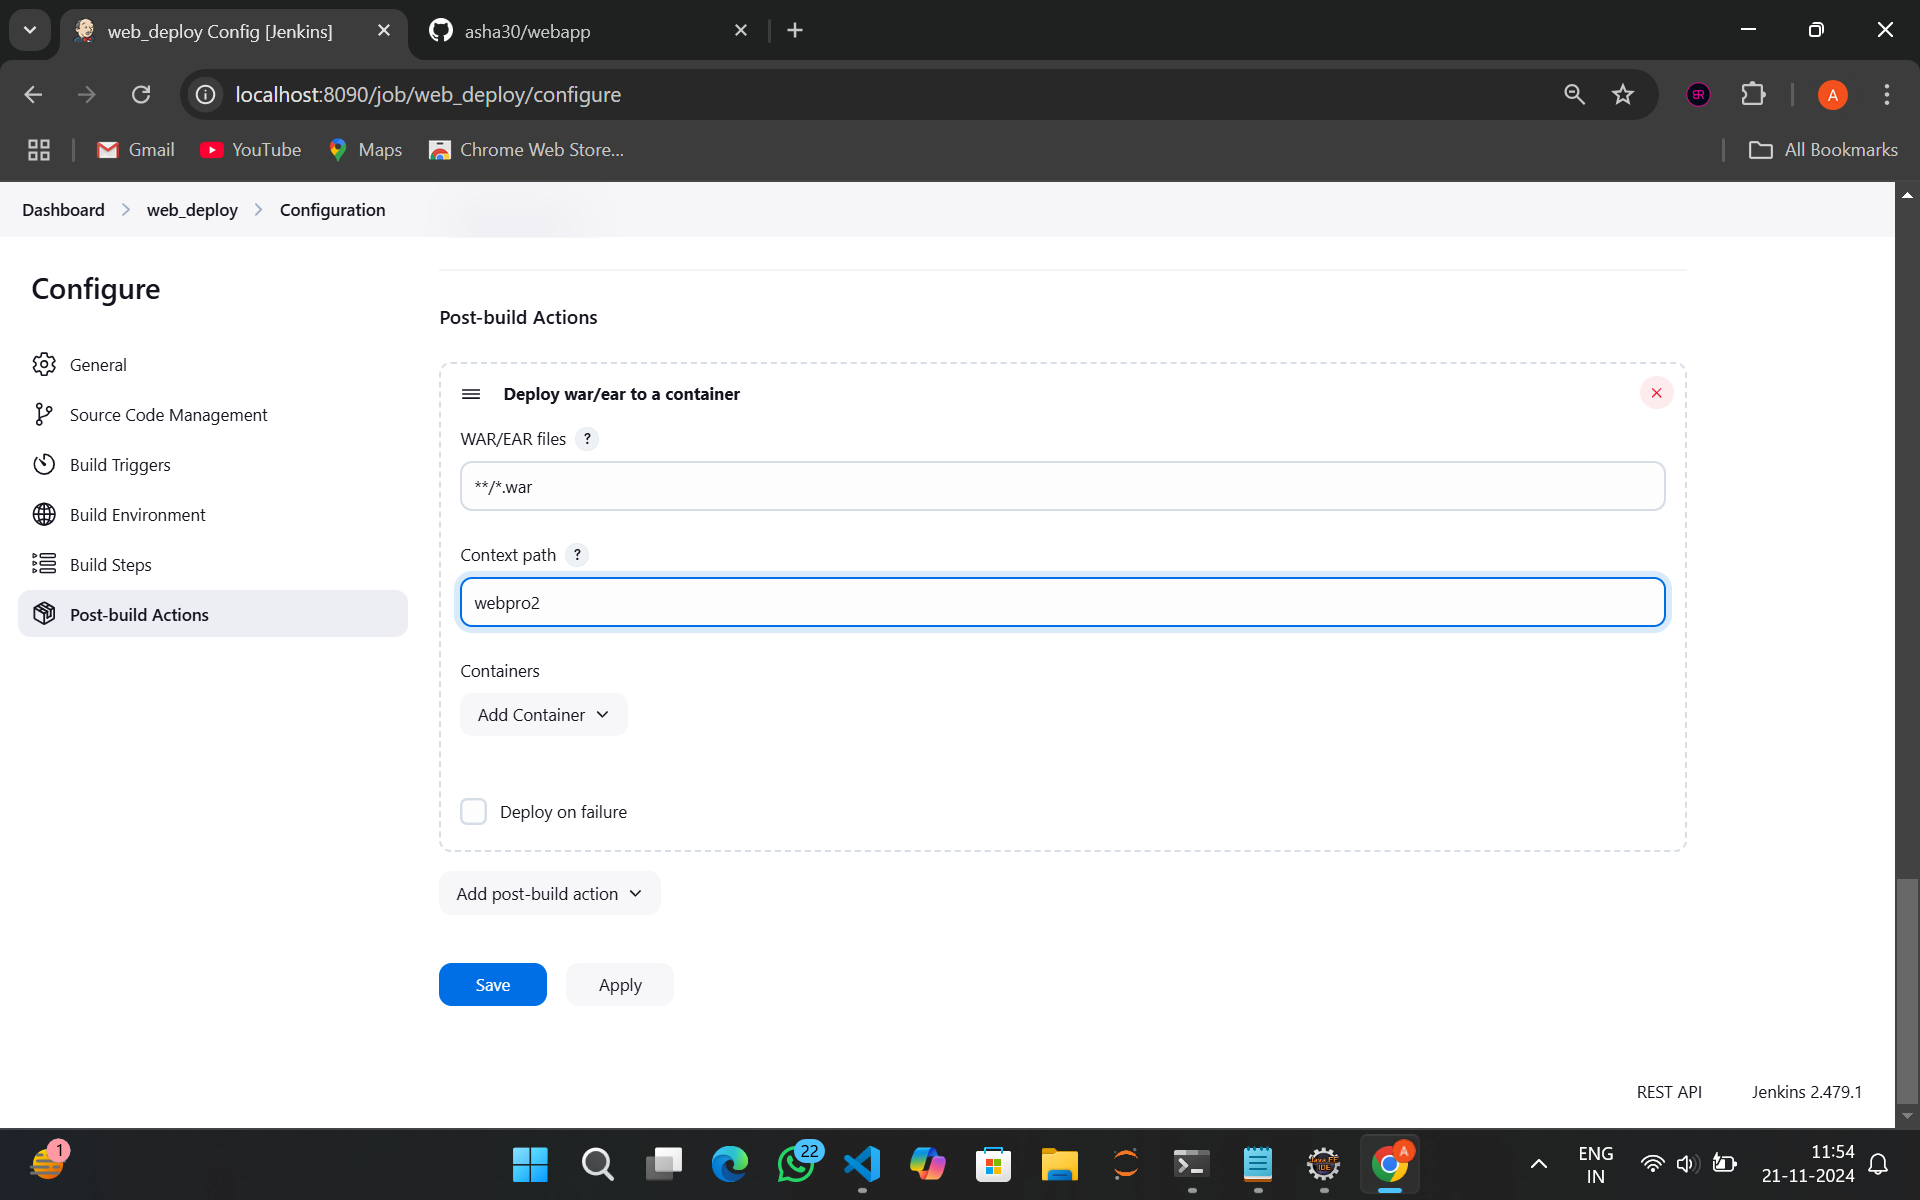 web_deploy Config [Jenkins]
asha30/webapp
localhost:8090/job/web_deploy/configure
A
Gmail
YouTube
Maps
Chrome Web Store...
All Bookmarks
Dashboard
web_deploy
Configuration
Configure
General
Source Code Management
Build Triggers
Build Environment
Build Steps
Post-build Actions
Post-build Actions
Deploy war/ear to a container
WAR/EAR files ?
**/*.war
Context path ?
webpro2
Containers
Add Container
Deploy on failure
Add post-build action
Save
Apply
REST API
Jenkins 2.479.1
1
22
Java EE
IDE
A
ENG
IN
11:54
21-11-2024